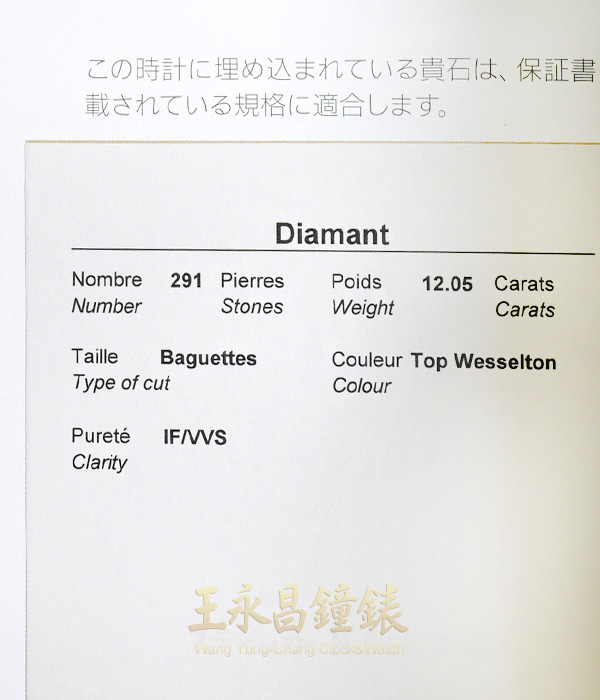 この時計に埋め込まれている貴石は、保証書
載されている規格に適合します。
Diamant
Nombre 291 Pierres Poids 12.05 Carats
Number Stones Weight Carats
Taille Baguettes Couleur Top Wesselton
Type of cut Colour
Pureté IF/VVS
Clarity
王永昌鐘錶
Wang Yung-Chang Clock&Watch